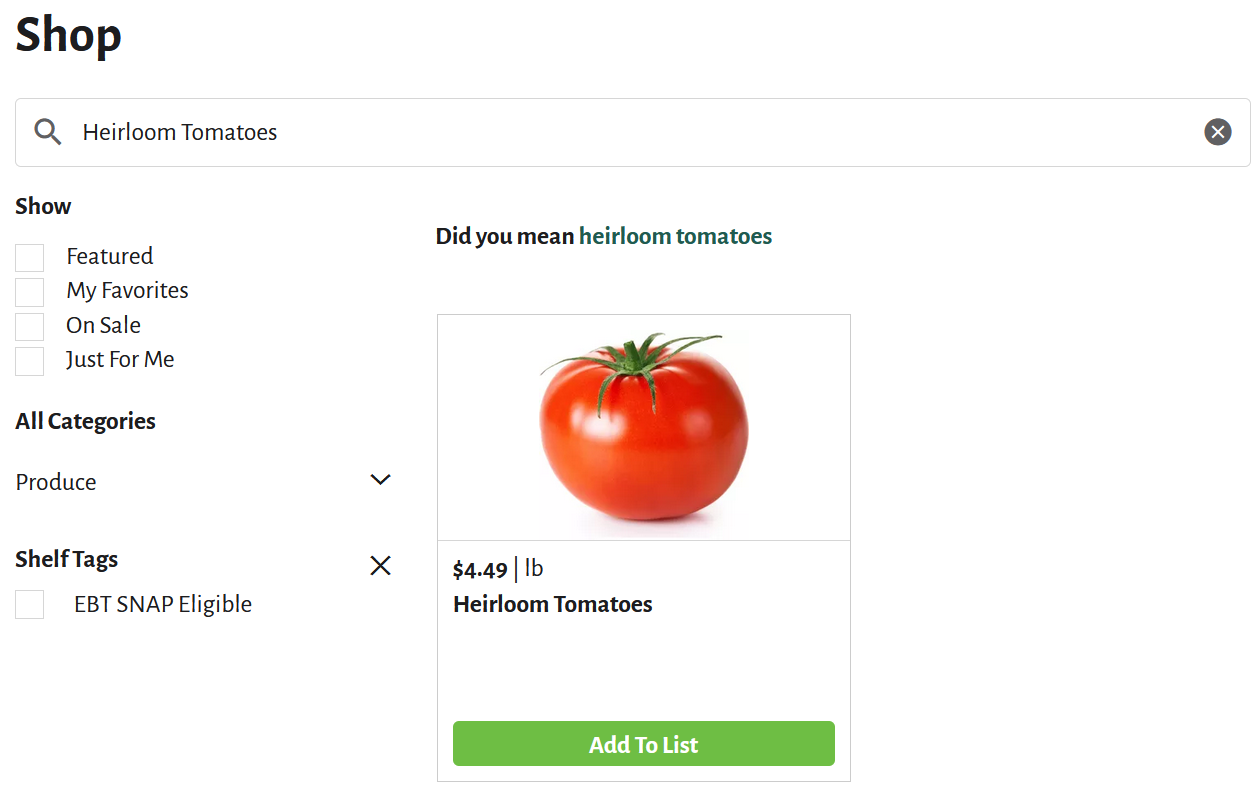 Shop
Heirloom Tomatoes
Show
Featured
My Favorites
On Sale
Just For Me
All Categories
Produce
Shelf Tags
EBT SNAP Eligible
Did you mean heirloom tomatoes
$4.49 | lb
Heirloom Tomatoes
Add To List